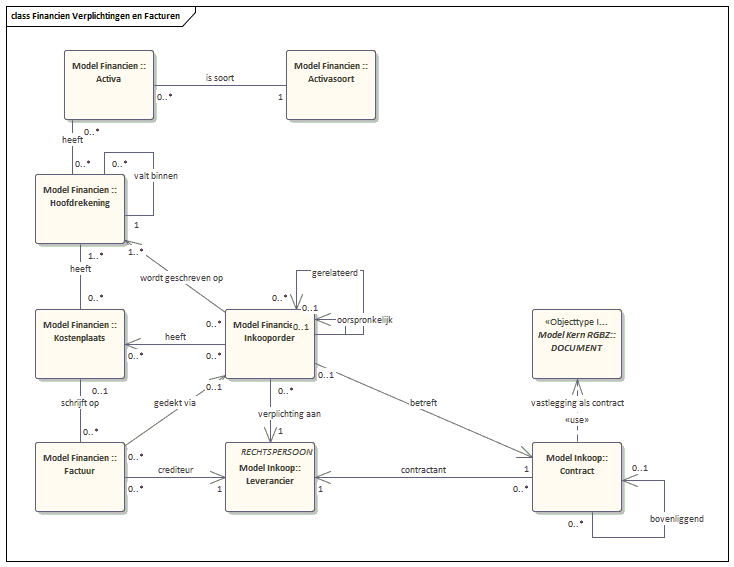 class Financien Verplichtingen en Facturen
Model Financien ::
Activa
is soort
0..*
1
Model Financien ::
Activasoort
0..*
heeft
0..*
0..*
valt binnen
1
Model Financien ::
Hoofdrekening
1..*
1..*
heeft
wordt geschreven op
0..*
0..*
gerelateerd
0..*
0..1
oorspronkelijk
0..1
Model Financien ::
Kostenplaats
heeft
0..*
0..*
Model Financie
Inkooporder
«Objecttype I...
Model Kern RGBZ::
DOCUMENT
0..1
schrijft op
0..*
gedekt via
0..1
0..*
verplichting aan
1
0..1
betreft
1
vastlegging als contract
«use»
Model Financien ::
Factuur
0..*
crediteur
0..*
1
RECHTSPERSOON
Model Inkoop::
Leverancier
contractant
1
0..*
Model Inkoop::
Contract
0..1
bovenliggend
0..*